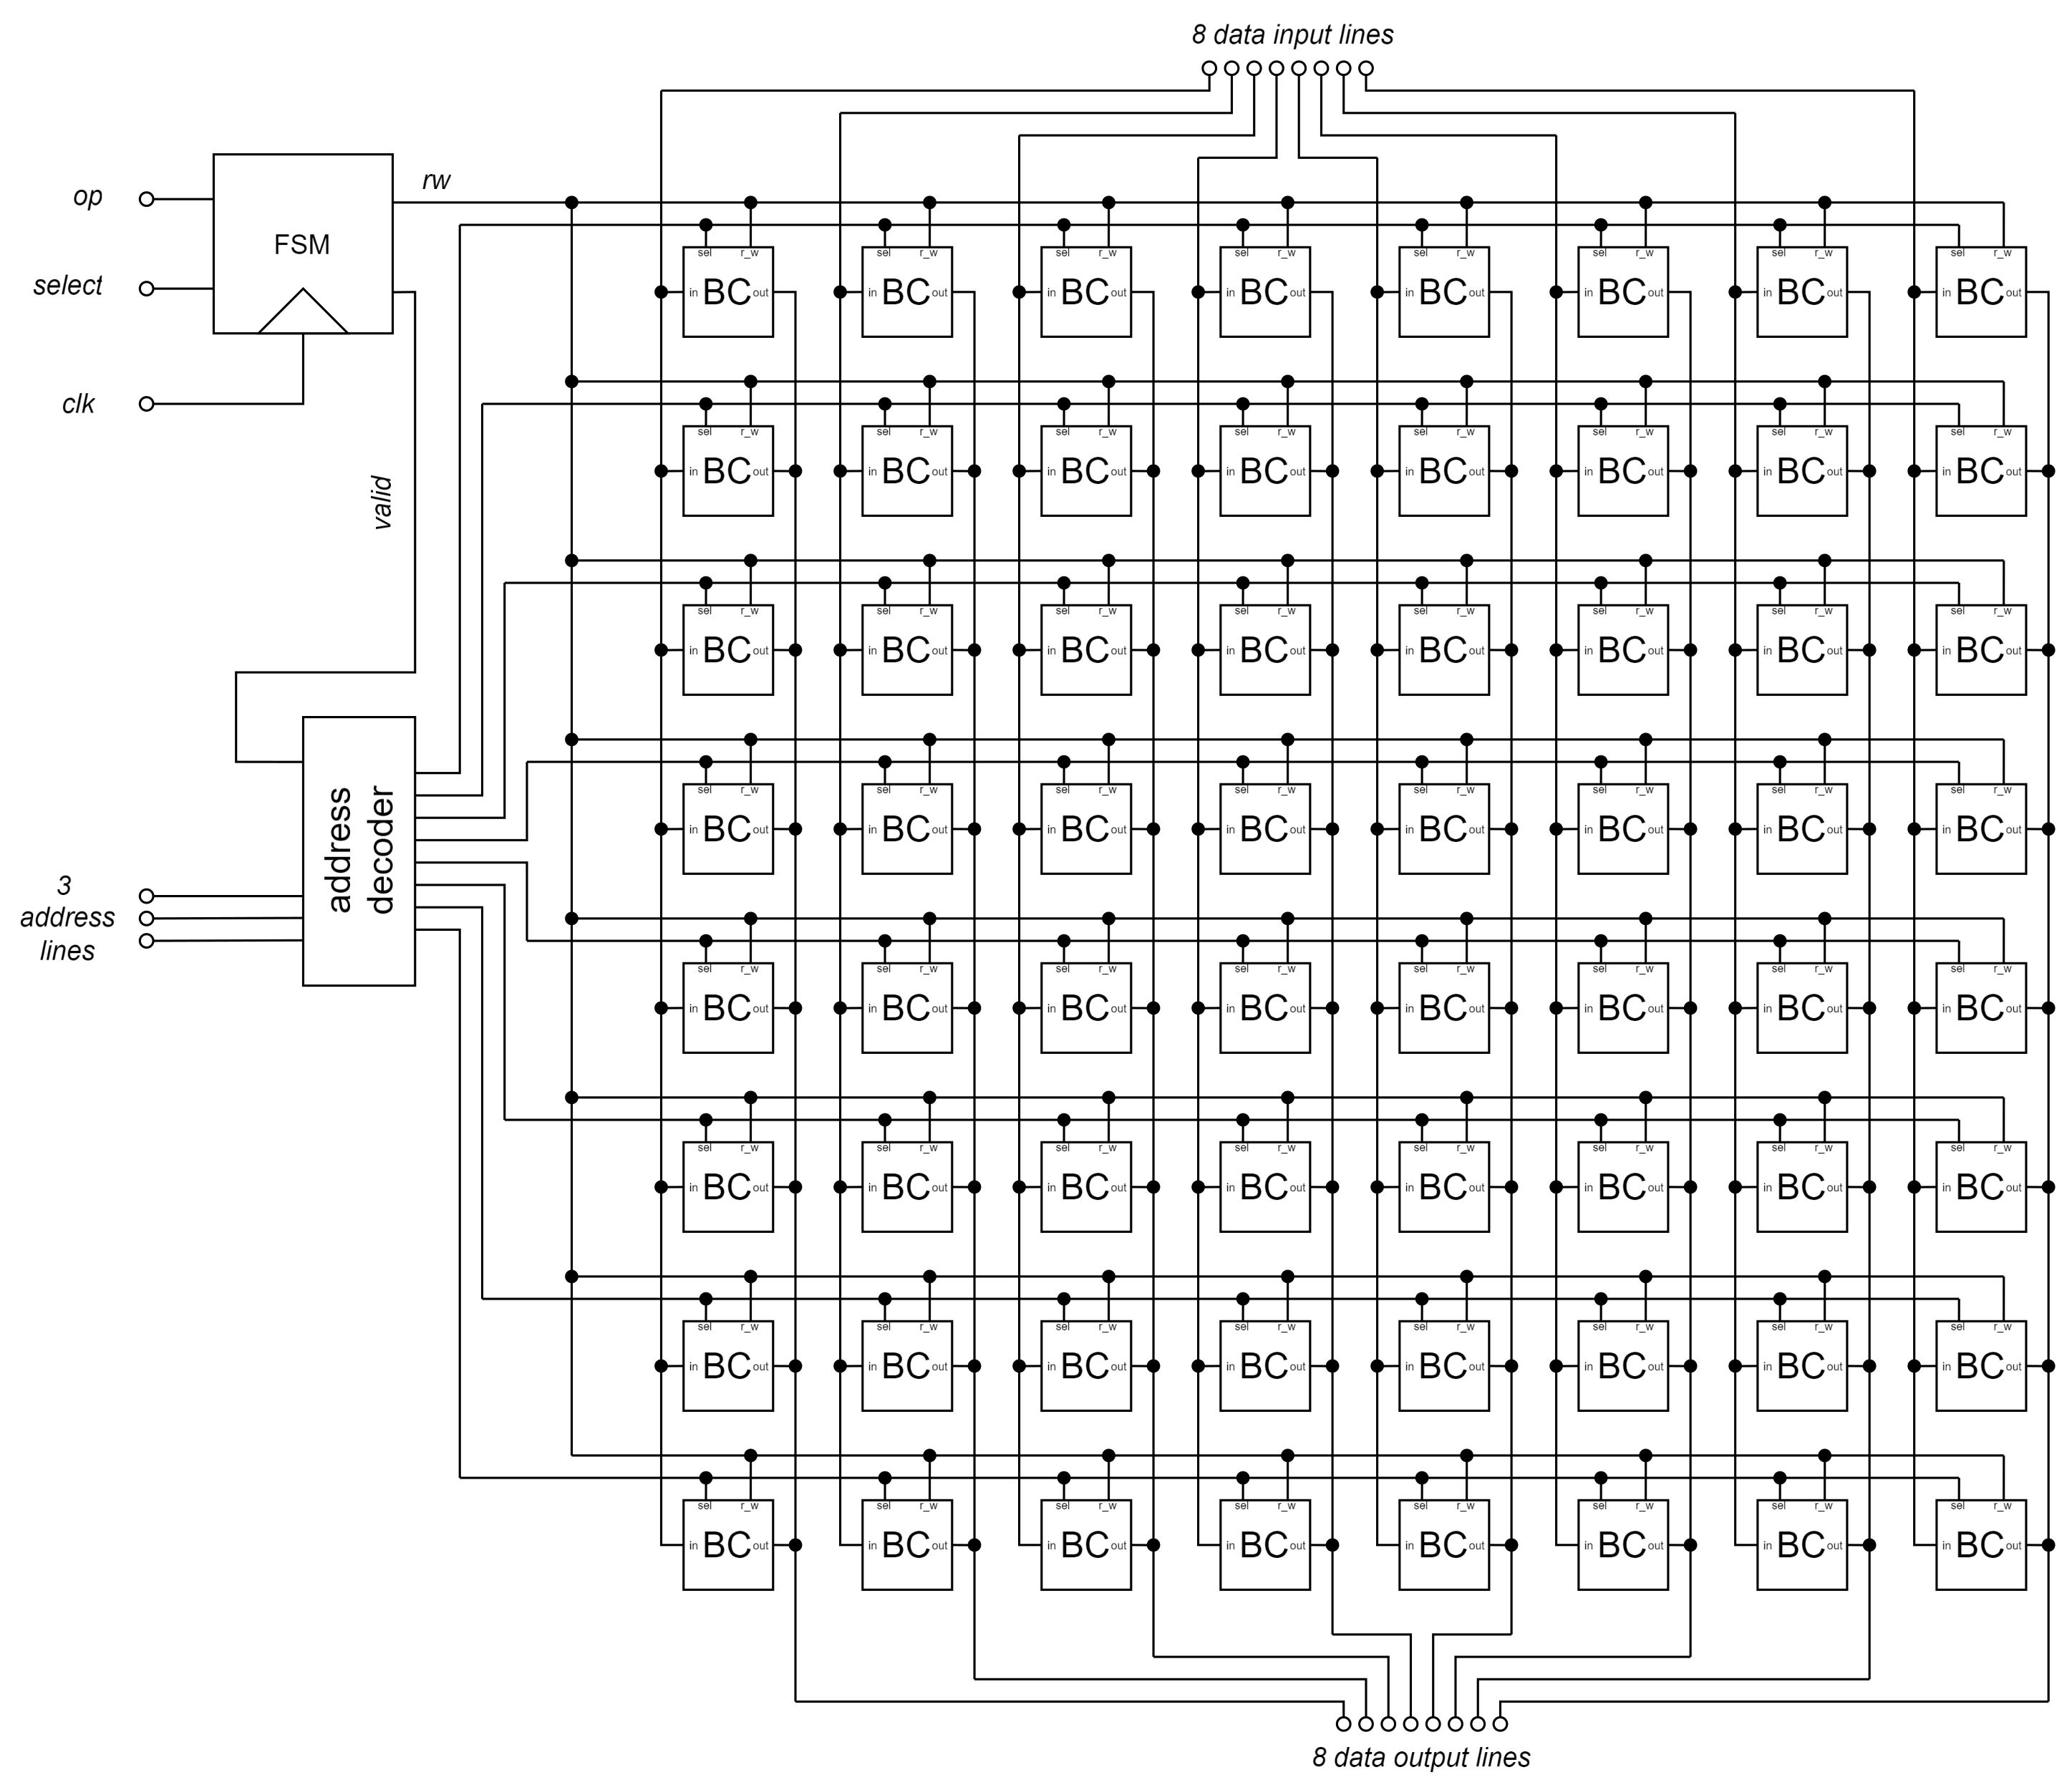 8 data input lines
rw
op
FSM
select
clk
valid
address
decoder
3
address
lines
sel r_w sel r_w sel r_w sel r_w sel r_w sel r_w sel r_w sel r_w
in BC out in BC out in BC out in BC out in BC out in BC out in BC out in BC out
sel r_w sel r_w sel r_w sel r_w sel r_w sel r_w sel r_w sel r_w
in BC out in BC out in BC out in BC out in BC out in BC out in BC out in BC out
sel r_w sel r_w sel r_w sel r_w sel r_w sel r_w sel r_w sel r_w
in BC out in BC out in BC out in BC out in BC out in BC out in BC out in BC out
sel r_w sel r_w sel r_w sel r_w sel r_w sel r_w sel r_w sel r_w
in BC out in BC out in BC out in BC out in BC out in BC out in BC out in BC out
sel r_w sel r_w sel r_w sel r_w sel r_w sel r_w sel r_w sel r_w
in BC out in BC out in BC out in BC out in BC out in BC out in BC out in BC out
sel r_w sel r_w sel r_w sel r_w sel r_w sel r_w sel r_w sel r_w
in BC out in BC out in BC out in BC out in BC out in BC out in BC out in BC out
sel r_w sel r_w sel r_w sel r_w sel r_w sel r_w sel r_w sel r_w
in BC out in BC out in BC out in BC out in BC out in BC out in BC out in BC out
sel r_w sel r_w sel r_w sel r_w sel r_w sel r_w sel r_w sel r_w
in BC out in BC out in BC out in BC out in BC out in BC out in BC out in BC out
8 data output lines